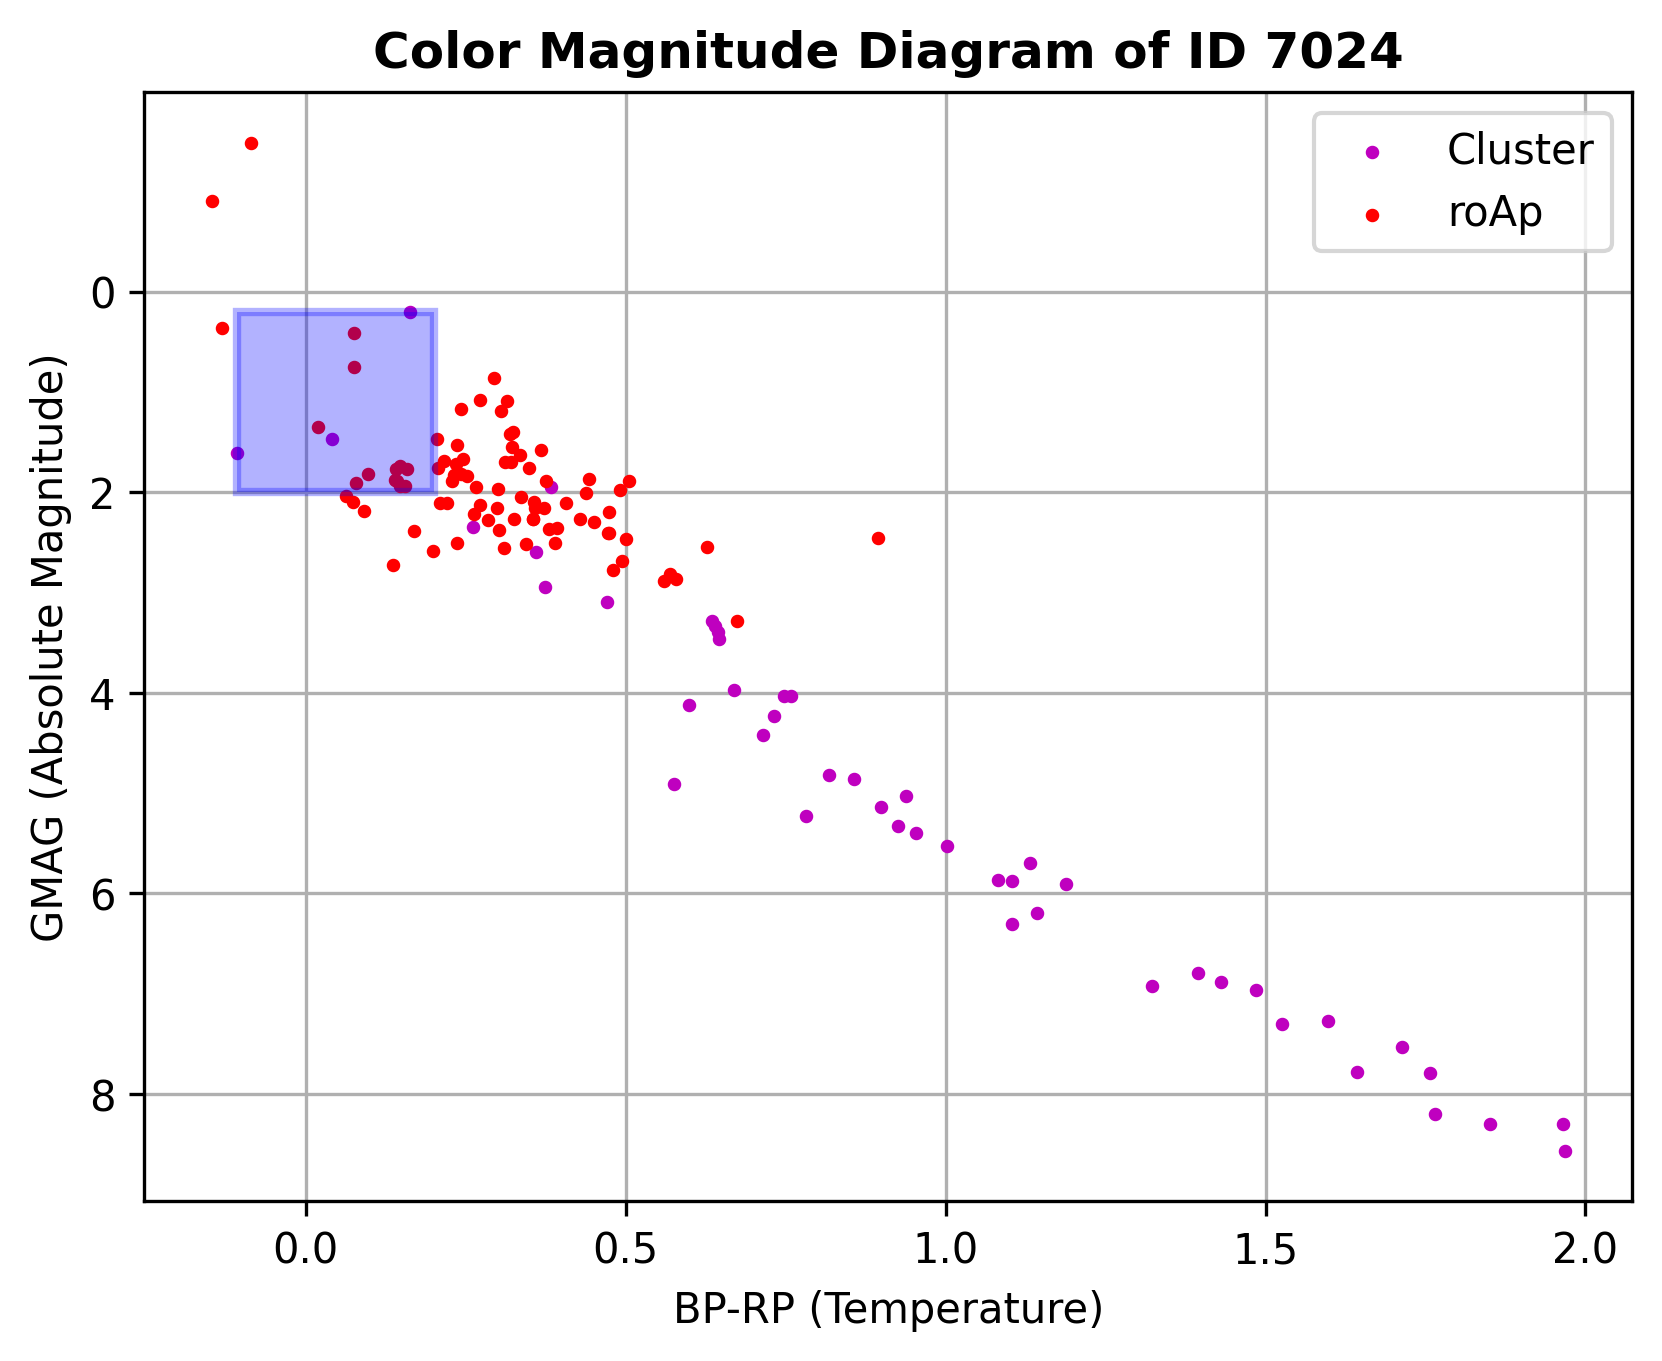 Color Magnitude Diagram of ID 7024
Cluster
roAp
0
2
4
6
8
GMAG (Absolute Magnitude)
0.0 0.5 1.0 1.5 2.0
BP-RP (Temperature)